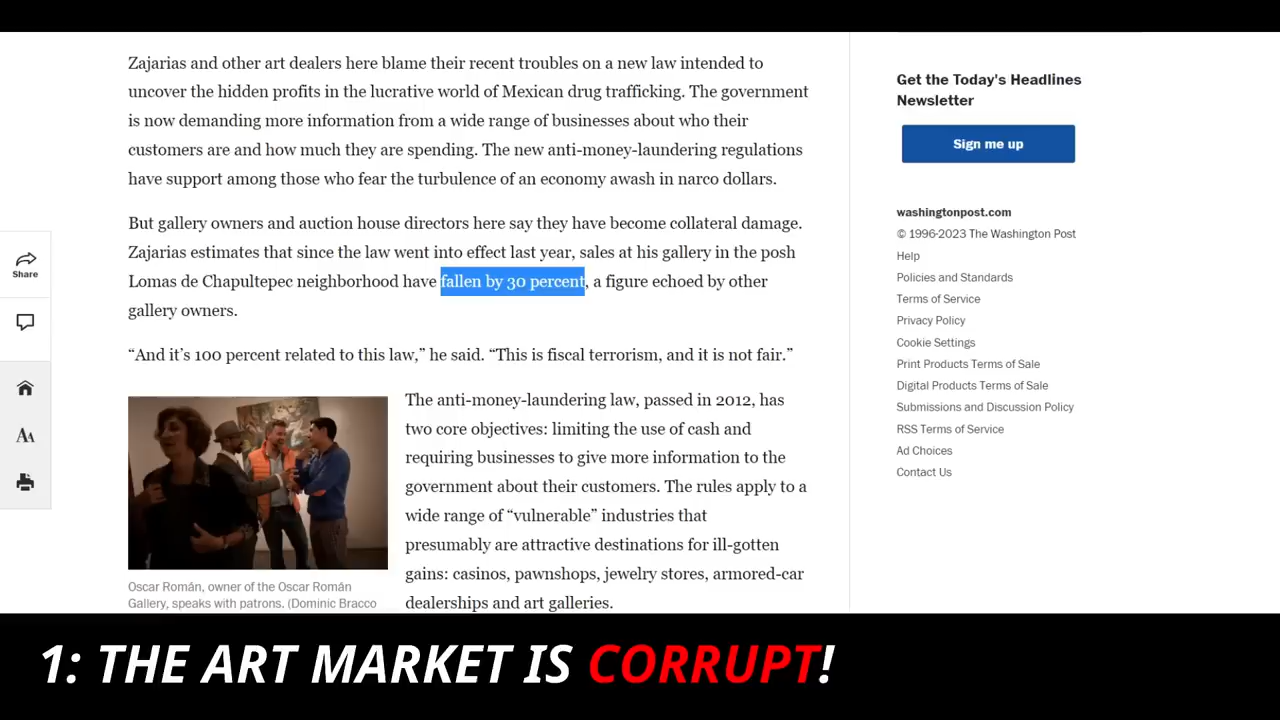 Zajarias and other art dealers here blame their recent troubles on a new law intended to
uncover the hidden profits in the lucrative world of Mexican drug trafficking. The government
is now demanding more information from a wide range of businesses about who their
customers are and how much they are spending. The new anti-money-laundering regulations
have support among those who fear the turbulence of an economy awash in narco dollars.
But gallery owners and auction house directors here say they have become collateral damage.
Zajarias estimates that since the law went into effect last year, sales at his gallery in the posh
Lomas de Chapultepec neighborhood have fallen by 30 percent, a figure echoed by other
gallery owners.
“And it’s 100 percent related to this law,” he said. “This is fiscal terrorism, and it is not fair.”
The anti-money-laundering law, passed in 2012, has
two core objectives: limiting the use of cash and
requiring businesses to give more information to the
government about their customers. The rules apply to a
wide range of “vulnerable” industries that
presumably are attractive destinations for ill-gotten
gains: casinos, pawnshops, jewelry stores, armored-car
dealerships and art galleries.
Oscar Román, owner of the Oscar Román
Gallery, speaks with patrons. (Dominic Bracco
Share
AA
Get the Today's Headlines
Newsletter
Sign me up
washingtonpost.com
© 1996-2023 The Washington Post
Help
Policies and Standards
Terms of Service
Privacy Policy
Cookie Settings
Print Products Terms of Sale
Digital Products Terms of Sale
Submissions and Discussion Policy
RSS Terms of Service
Ad Choices
Contact Us
1: THE ART MARKET IS CORRUPT!